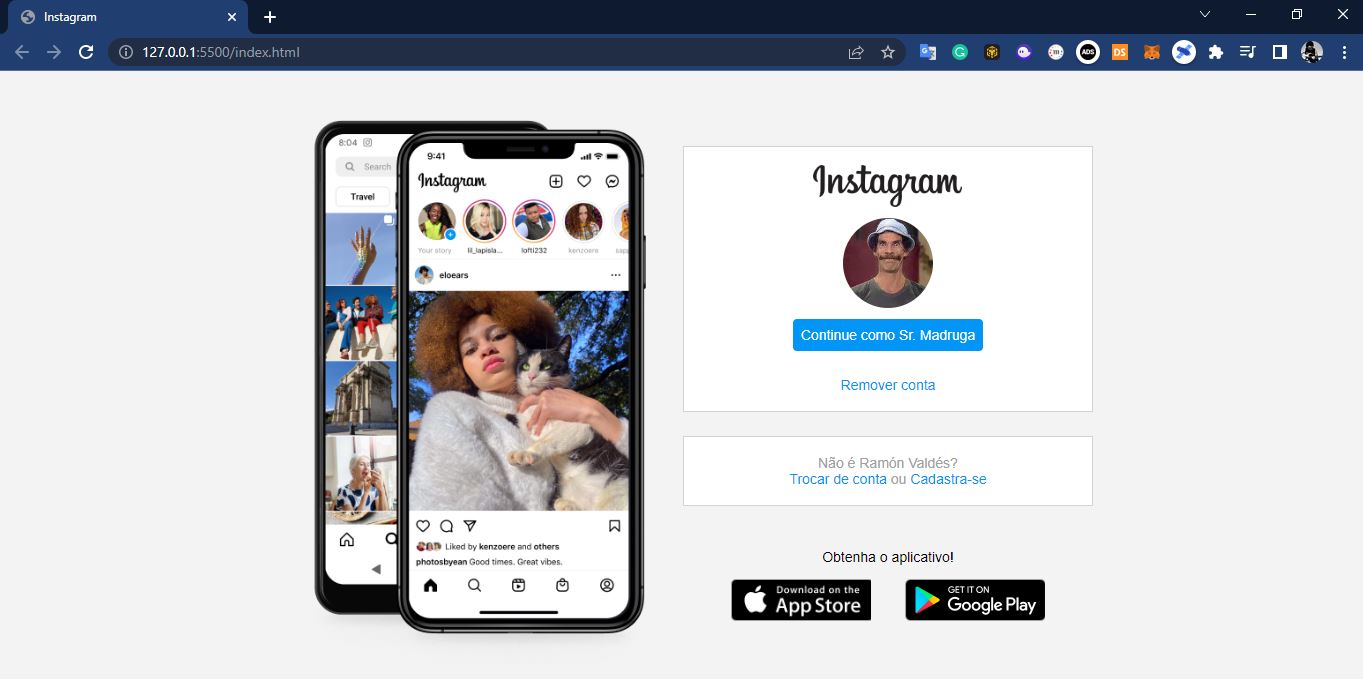 Instagram
127.0.0.1:5500/index.html
ADS
DS
8:04
Search
Travel
9:41
Instagram
Your story
lil_lapisla...
lofti232
kenzoere
sapp
eloears
Liked by kenzoere and others
photosbyean Good times. Great vibes.
Instagram
Continue como Sr. Madruga
Remover conta
Não é Ramón Valdés?
Trocar de conta ou Cadastra-se
Obtenha o aplicativo!
Download on the
App Store
GET IT ON
Google Play